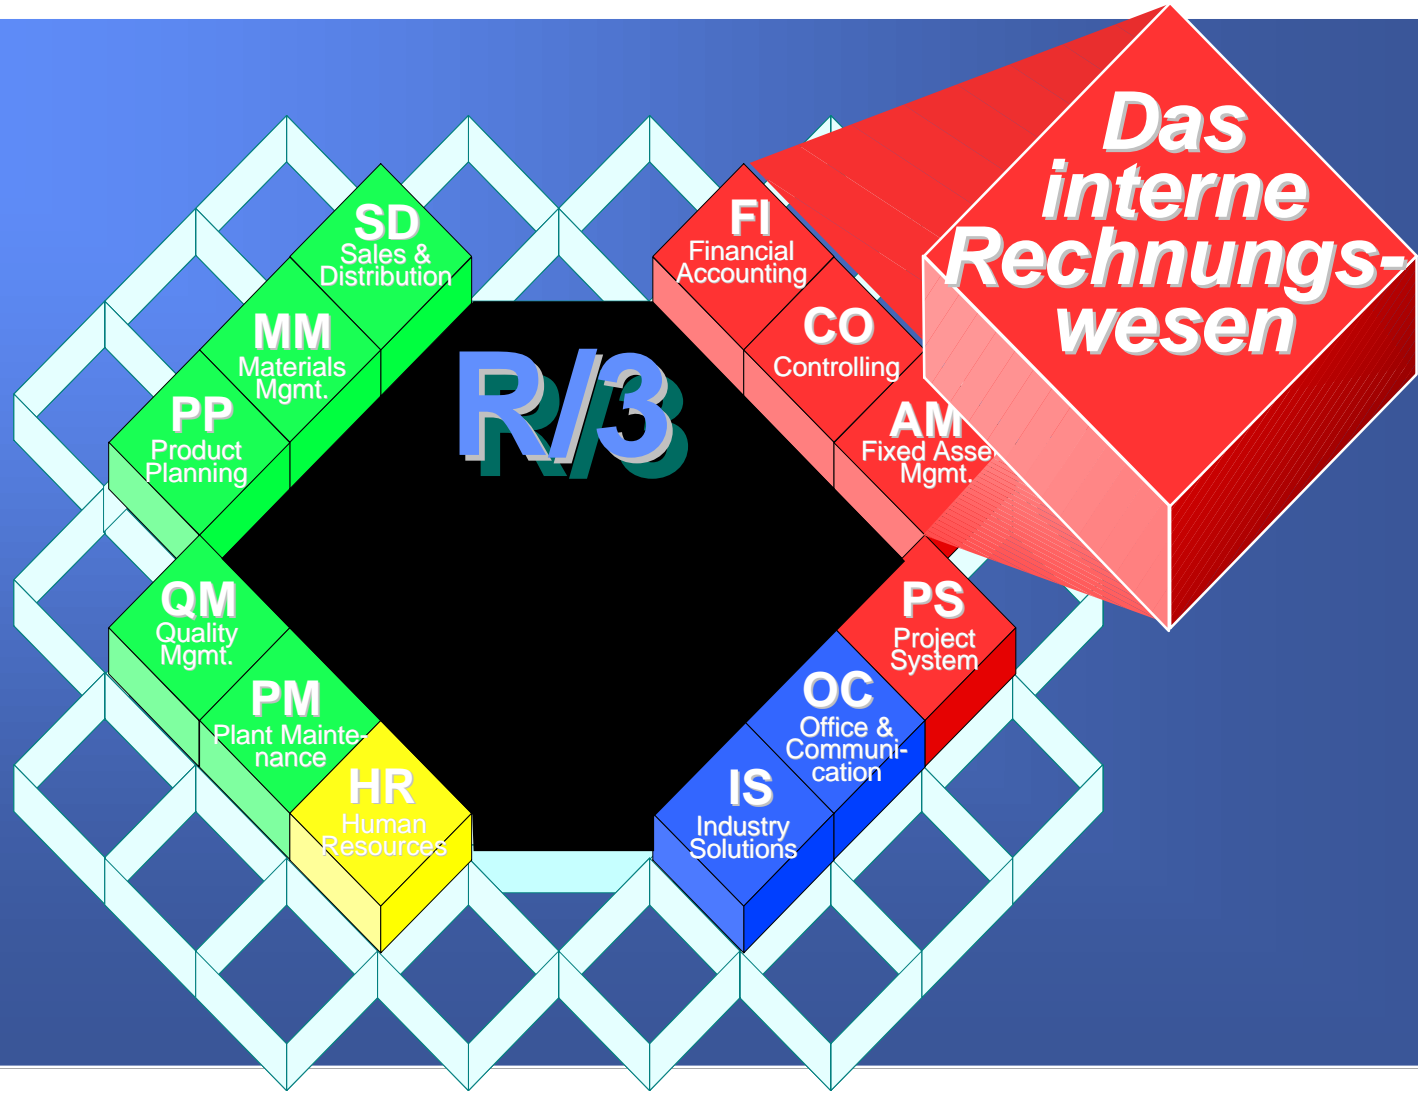 Das
interne
Rechnungs-
wesen
R/3
SD
Sales &
Distribution
MM
Materials
Mgmt.
PP
Product
Planning
QM
Quality
Mgmt.
PM
Plant Mainte-
nance
HR
Human
Resources
FI
Financial
Accounting
CO
Controlling
AM
Fixed Asse
Mgmt.
PS
Project
System
OC
Office &
Communi-
cation
IS
Industry
Solutions